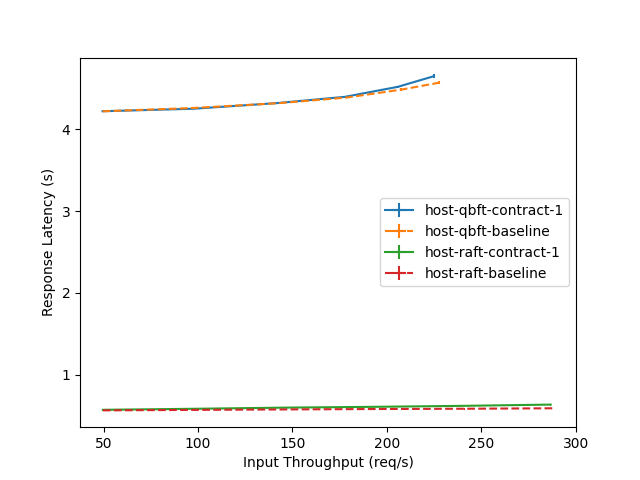 Response Latency (s)
4
3
2
1
host-qbft-contract-1
host-qbft-baseline
host-raft-contract-1
host-raft-baseline
50 100 150 200 250 300
Input Throughput (req/s)